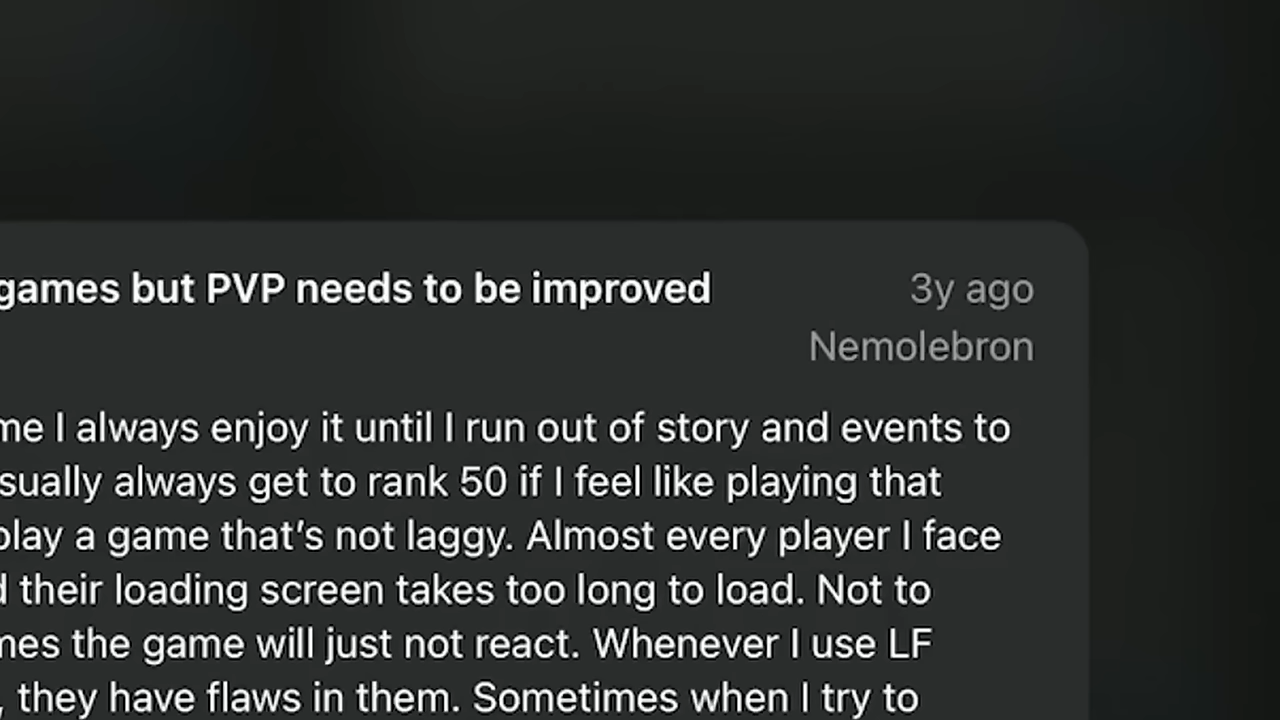 games but PVP needs to be improved
3y ago
Nemolebron
me I always enjoy it until I run out of story and events to
sually always get to rank 50 if I feel like playing that
play a game that's not laggy. Almost every player I face
d their loading screen takes too long to load. Not to
mes the game will just not react. Whenever I use LF
, they have flaws in them. Sometimes when I try to